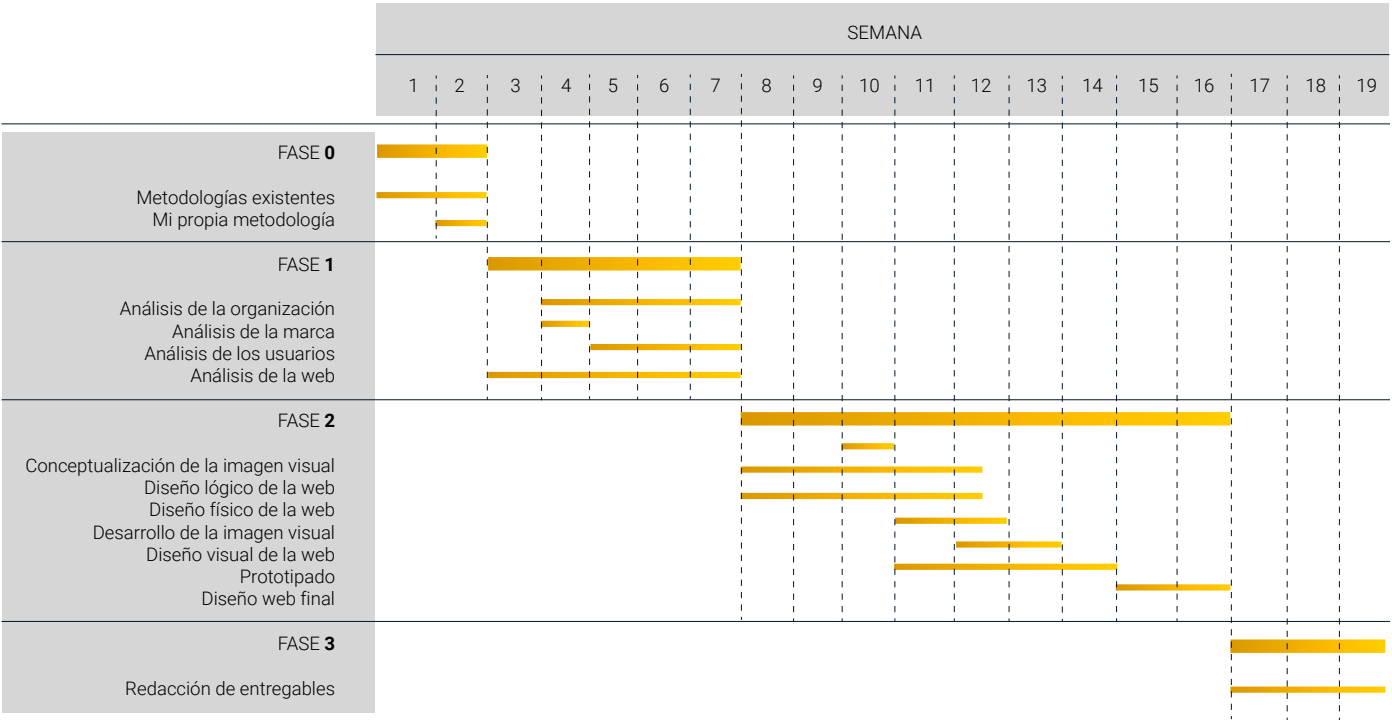 SEMANA
1 2 3 4 5 6 7 8 9 10 11 12 13 14 15 16 17 18 19
FASE 0
Metodologías existentes
Mi propia metodología
FASE 1
Análisis de la organización
Análisis de la marca
Análisis de los usuarios
Análisis de la web
FASE 2
Conceptualización de la imagen visual
Diseño lógico de la web
Diseño físico de la web
Desarrollo de la imagen visual
Diseño visual de la web
Prototipado
Diseño web final
FASE 3
Redacción de entregables